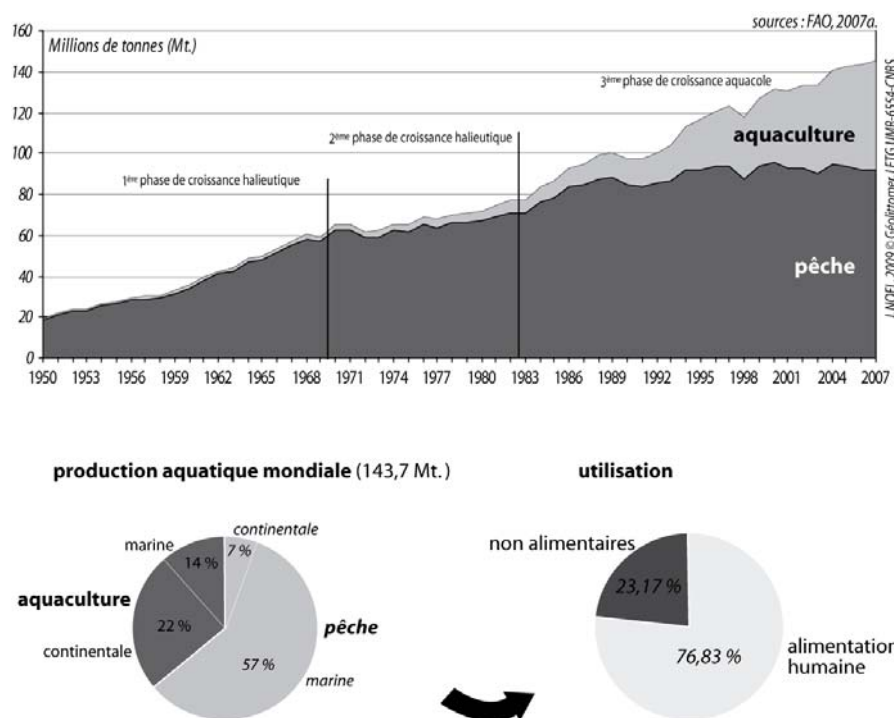 sources : FAO, 2007a.
Millions de tonnes (Mt.)
160
140
120
100
80
60
40
20
0
3ème phase de croissance aquacole
2ème phase de croissance halieutique
1ère phase de croissance halieutique
aquaculture
pêche
1950 1953 1956 1959 1962 1965 1968 1971 1974 1977 1980 1983 1986 1989 1992 1995 1998 2001 2004 2007
J.NOEL, 2009 © Géolittomer / LETG UMR-6554-CNRS
production aquatique mondiale (143,7 Mt.)
continentale
7 %
marine
14 %
aquaculture
22 %
continentale
pêche
57 %
marine
utilisation
non alimentaires
23,17 %
76,83 %
alimentation
humaine